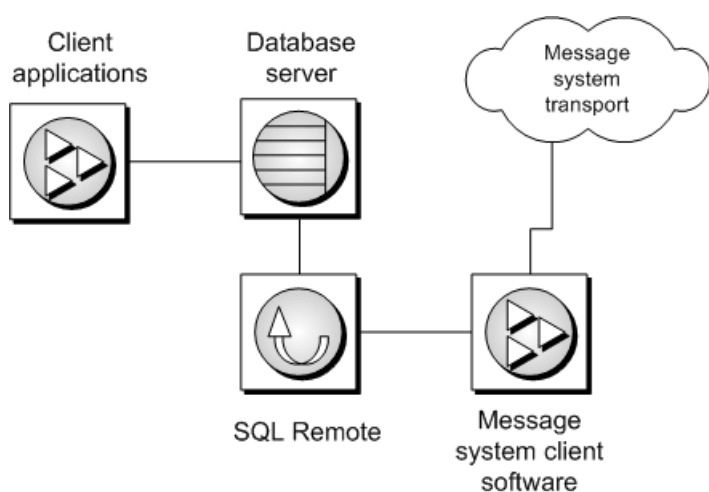 Client
applications
Database
server
Message
system
transport
SQL Remote
Message
system client
software